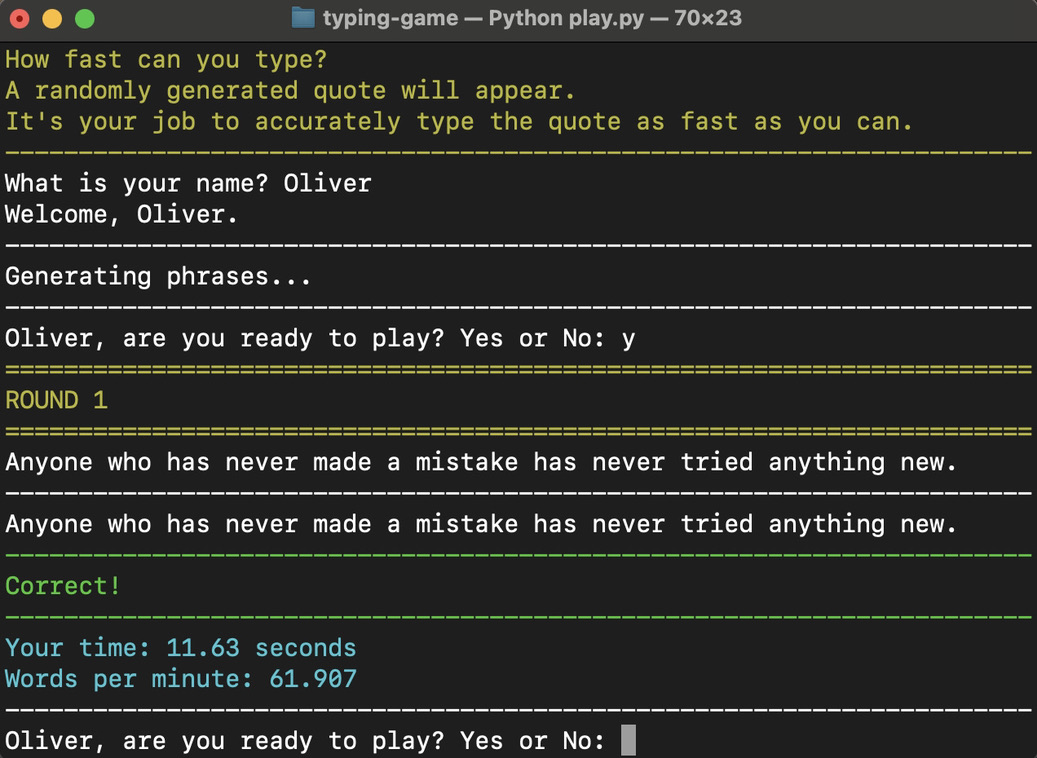 typing-game — Python play.py — 70×23
How fast can you type?
A randomly generated quote will appear.
It's your job to accurately type the quote as fast as you can.
----------------------------------------------------------------------
What is your name? Oliver
Welcome, Oliver.
----------------------------------------------------------------------
Generating phrases...
----------------------------------------------------------------------
Oliver, are you ready to play? Yes or No: y
======================================================================
ROUND 1
======================================================================
Anyone who has never made a mistake has never tried anything new.
----------------------------------------------------------------------
Anyone who has never made a mistake has never tried anything new.
----------------------------------------------------------------------
Correct!
----------------------------------------------------------------------
Your time: 11.63 seconds
Words per minute: 61.907
----------------------------------------------------------------------
Oliver, are you ready to play? Yes or No: